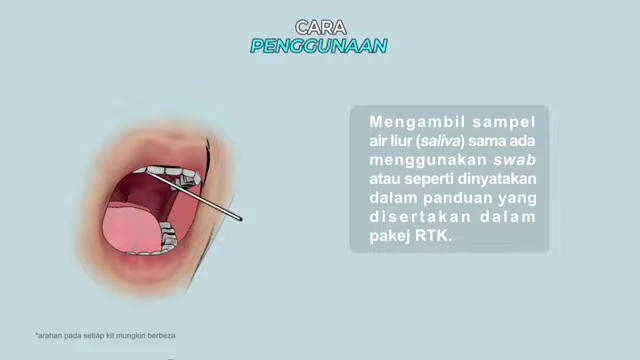 CARA
PENGGUNAAN
Mengambil sampel
air liur (saliva) sama ada
menggunakan swab
atau seperti dinyatakan
dalam panduan yang
disertakan dalam
pakej RTK.
*arahan pada setiap kit mungkin berbeza